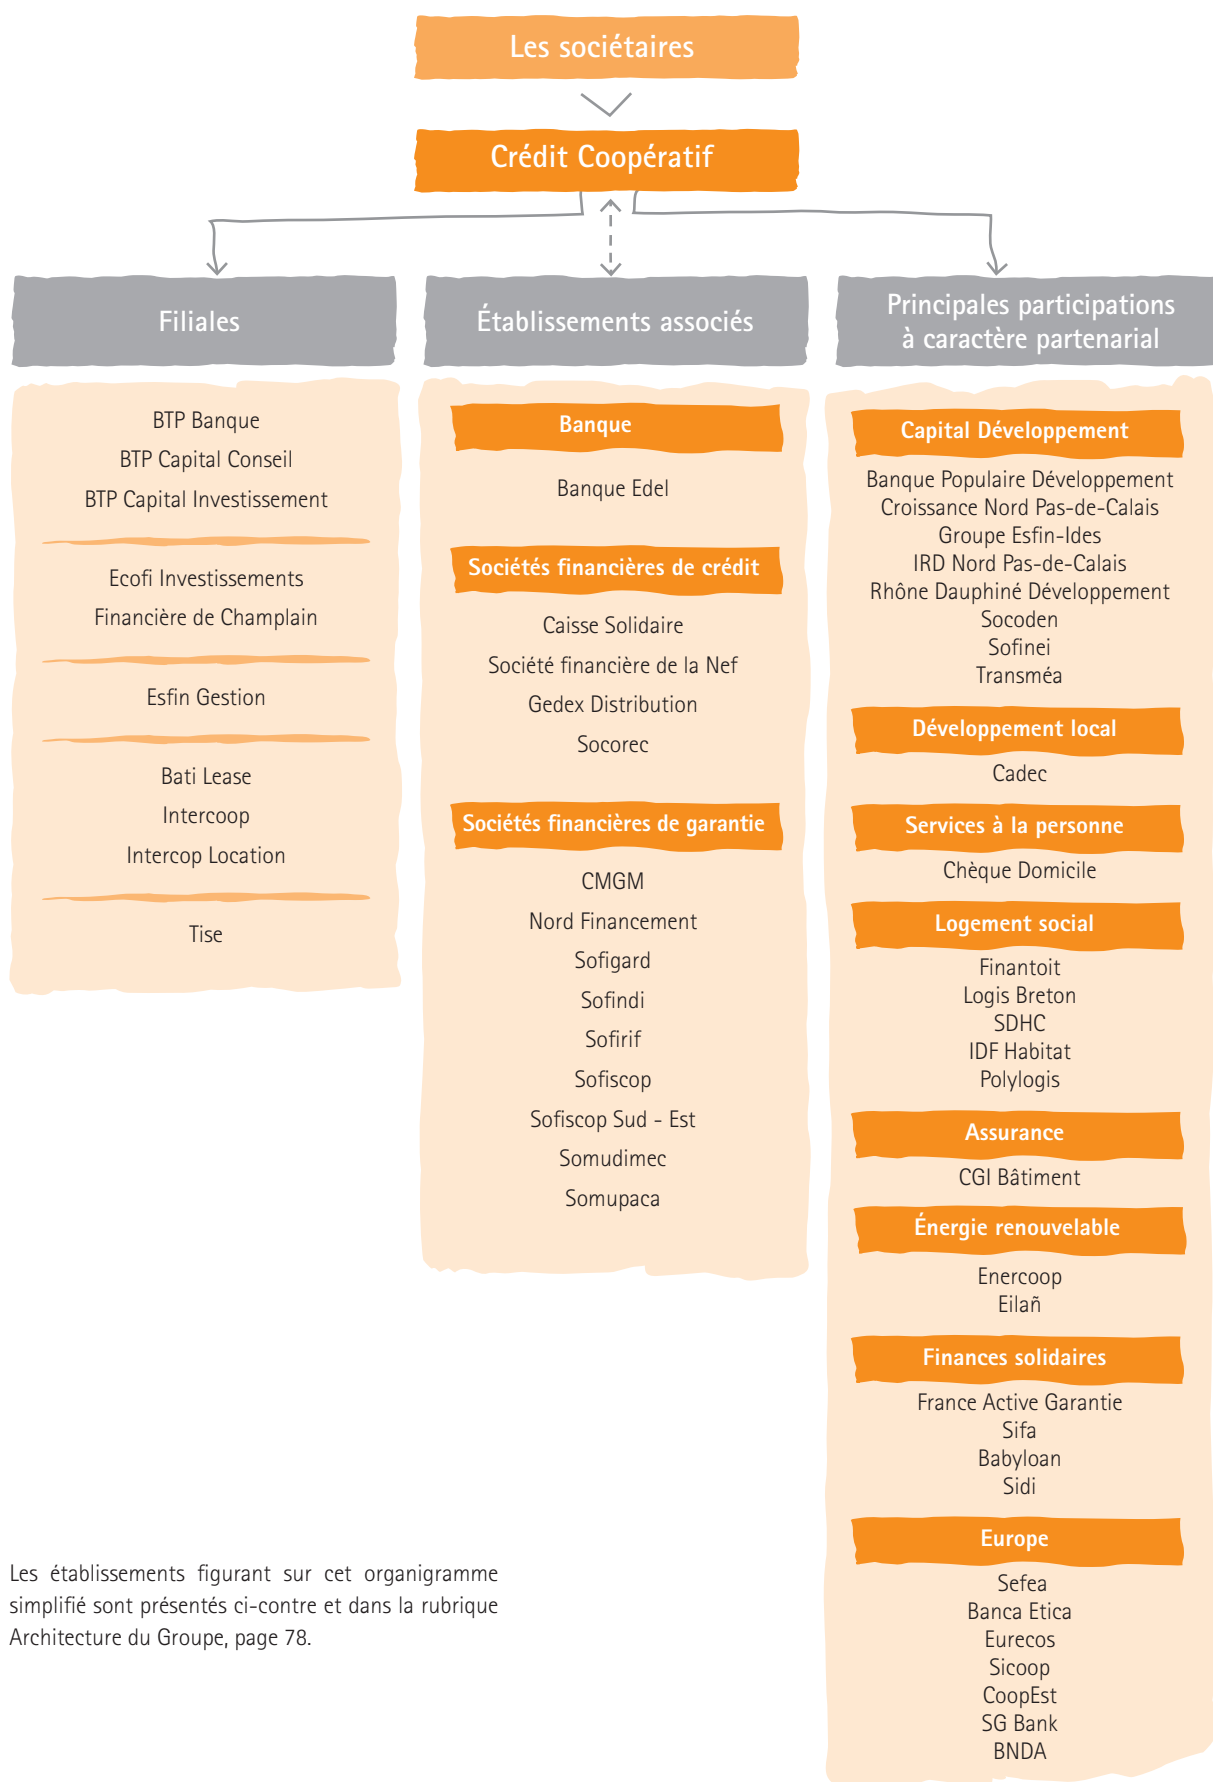 Les sociétaires
Crédit Coopératif
Filiales
BTP Banque
BTP Capital Conseil
BTP Capital Investissement
Ecofi Investissements
Financière de Champlain
Esfin Gestion
Bati Lease
Intercoop
Intercop Location
Tise
Établissements associés
Banque
Banque Edel
Sociétés financières de crédit
Caisse Solidaire
Société financière de la Nef
Gedex Distribution
Socorec
Sociétés financières de garantie
CMGM
Nord Financement
Sofigard
Sofindi
Sofirif
Sofiscop
Sofiscop Sud - Est
Somudimec
Somupaca
Principales participations
à caractère partenarial
Capital Développement
Banque Populaire Développement
Croissance Nord Pas-de-Calais
Groupe Esfin-Ides
IRD Nord Pas-de-Calais
Rhône Dauphiné Développement
Socoden
Sofinei
Transméa
Développement local
Cadec
Services à la personne
Chèque Domicile
Logement social
Finantoit
Logis Breton
SDHC
IDF Habitat
Polylogis
Assurance
CGI Bâtiment
Énergie renouvelable
Enercoop
Eilañ
Finances solidaires
France Active Garantie
Sifa
Babyloan
Sidi
Europe
Sefea
Banca Etica
Eurecos
Sicoop
CoopEst
SG Bank
BNDA
Les établissements figurant sur cet organigramme
simplifié sont présentés ci-contre et dans la rubrique
Architecture du Groupe, page 78.